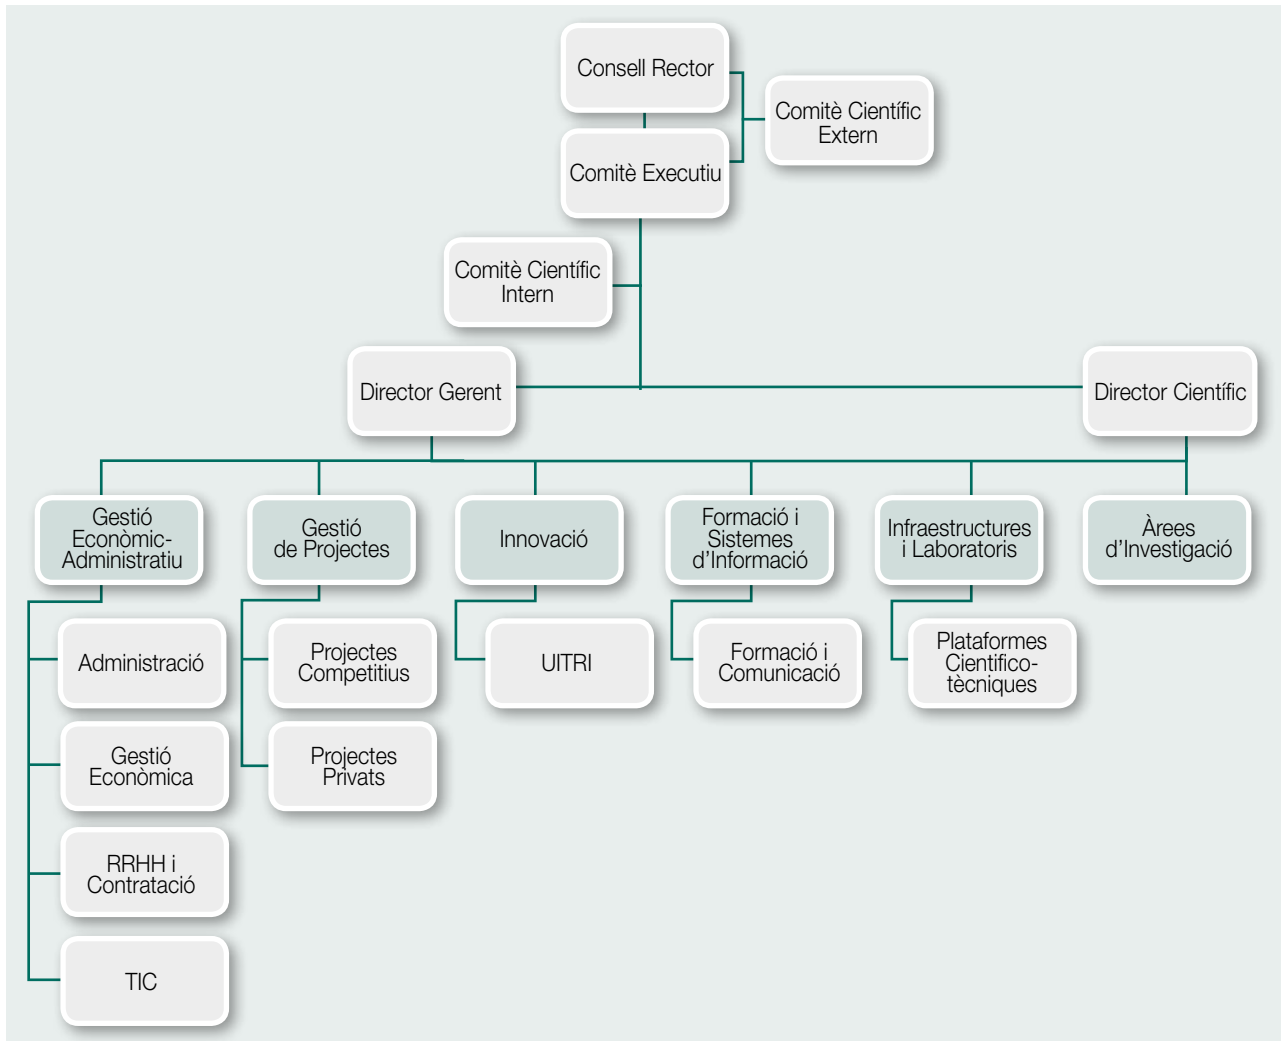 Consell Rector
Comitè Científic
Extern
Comitè Executiu
Comitè Científic
Intern
Director Gerent
Director Científic
Gestió
Econòmic-
Administratiu
Gestió
de Projectes
Innovació
Formació i
Sistemes
d’Informació
Infraestructures
i Laboratoris
Àrees
d’Investigació
Administració
Projectes
Competitius
UITRI
Formació i
Comunicació
Plataformes
Cientifico-
tècniques
Gestió
Econòmica
Projectes
Privats
RRHH i
Contratació
TIC